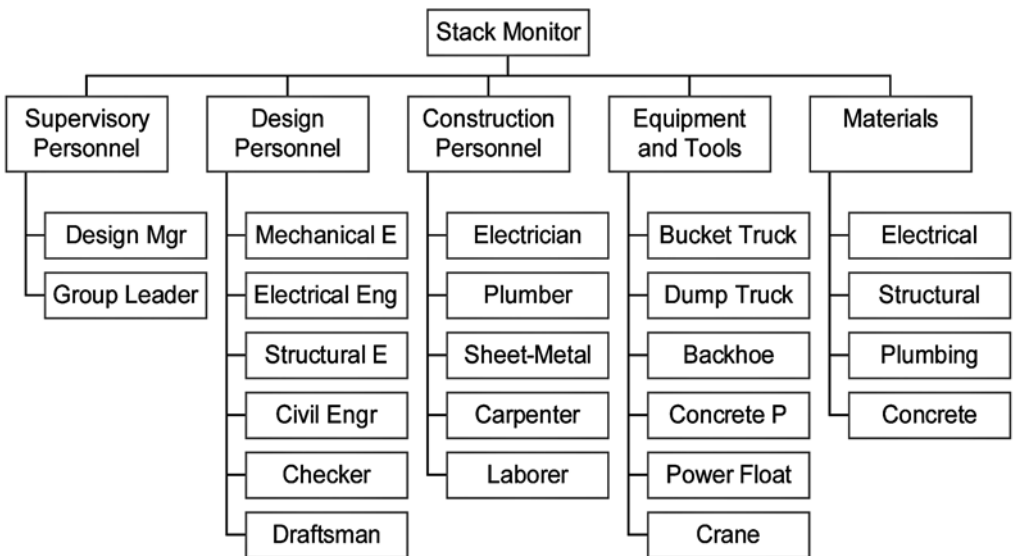 Stack Monitor
Supervisory
Personnel
Design
Personnel
Construction
Personnel
Equipment
and Tools
Materials
Design Mgr
Group Leader
Mechanical E
Electrical Eng
Structural E
Civil Engr
Checker
Draftsman
Electrician
Plumber
Sheet-Metal
Carpenter
Laborer
Bucket Truck
Dump Truck
Backhoe
Concrete P
Power Float
Crane
Electrical
Structural
Plumbing
Concrete